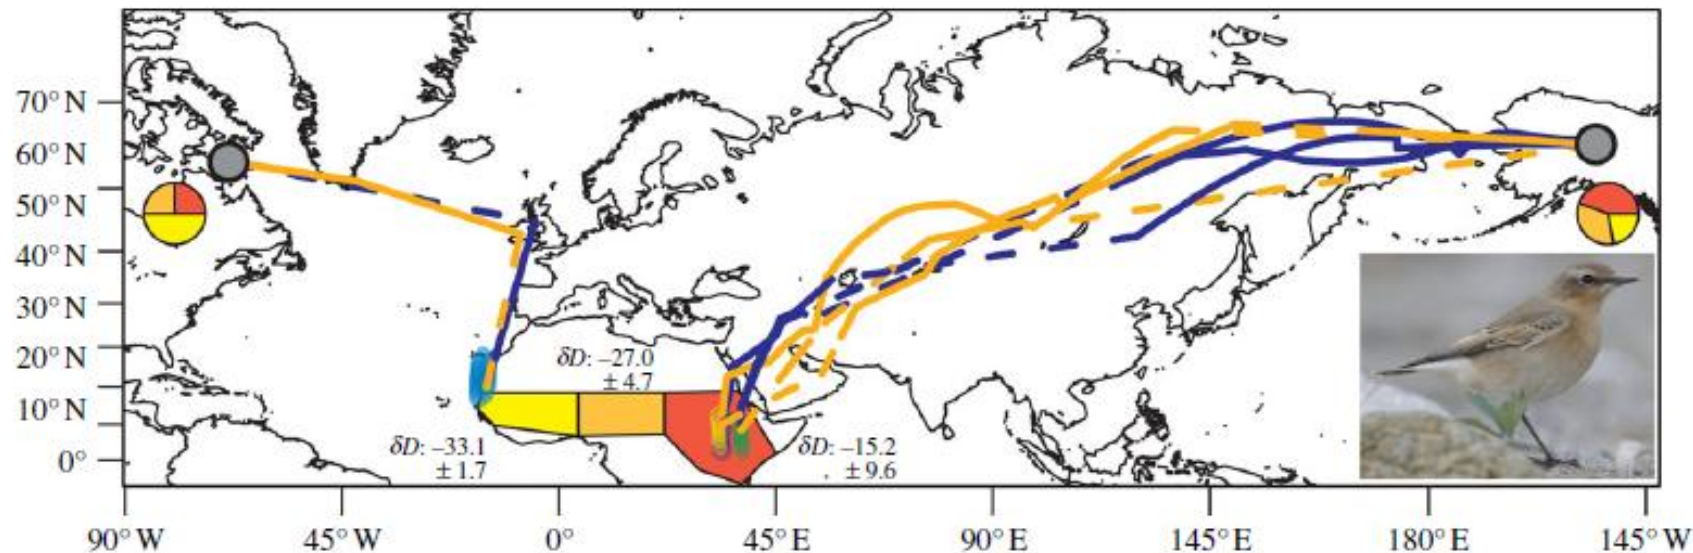 70° N
60° N
50° N
40° N
30° N
20° N
10° N
0°
δD: –27.0
± 4.7
δD: –33.1
± 1.7
δD: –15.2
± 9.6
90° W
45° W
0°
45° E
90° E
145° E
180° E
145° W